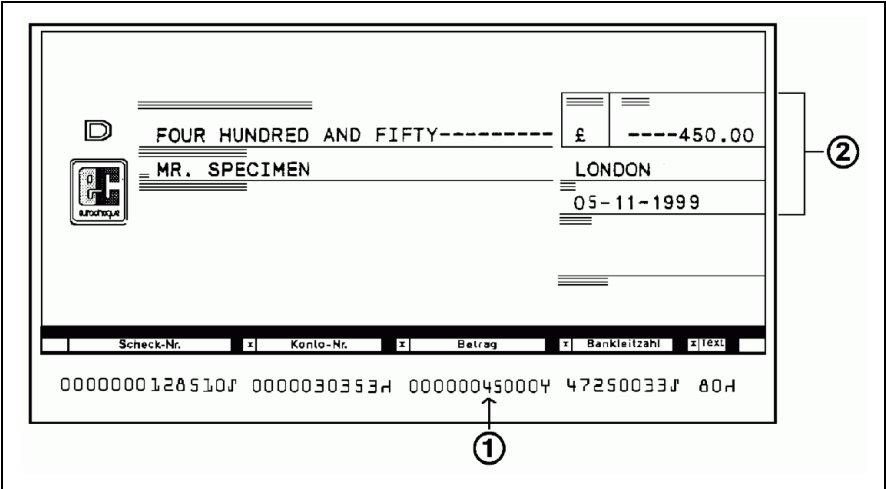 D FOUR HUNDRED AND FIFTY--------- £ ----450.00
②
MR. SPECIMEN LONDON
eurocheque
05-11-1999
Scheck-Nr. X Konto-Nr. X Betrag X Bankleitzahl X Text
0000000128510⑀ 0000030353⑁ 00000045000⑂ 47250033⑀ 80⑁
①